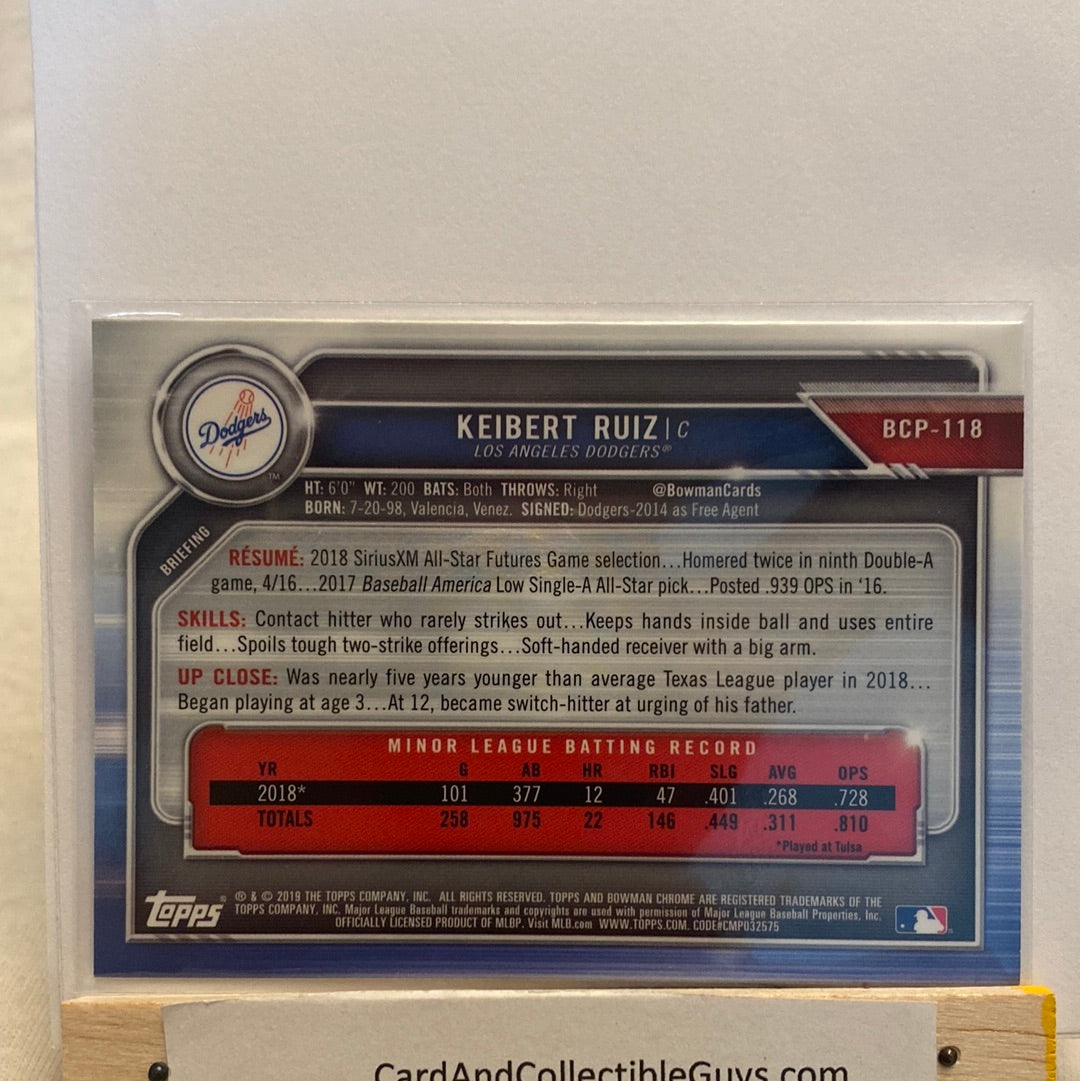 Dodgers
TM
KEIBERT RUIZ | C
LOS ANGELES DODGERS®
BCP-118
HT: 6'0" WT: 200 BATS: Both THROWS: Right @BowmanCards
BORN: 7-20-98, Valencia, Venez. SIGNED: Dodgers-2014 as Free Agent
BRIEFING
RÉSUMÉ: 2018 SiriusXM All-Star Futures Game selection...Homered twice in ninth Double-A
game, 4/16...2017 Baseball America Low Single-A All-Star pick...Posted .939 OPS in '16.
SKILLS: Contact hitter who rarely strikes out...Keeps hands inside ball and uses entire
field...Spoils tough two-strike offerings...Soft-handed receiver with a big arm.
UP CLOSE: Was nearly five years younger than average Texas League player in 2018...
Began playing at age 3...At 12, became switch-hitter at urging of his father.
MINOR LEAGUE BATTING RECORD
YR G AB HR RBI SLG AVG OPS
2018* 101 377 12 47 .401 .268 .728
TOTALS 258 975 22 146 .449 .311 .810
*Played at Tulsa
Topps®
® & © 2019 THE TOPPS COMPANY, INC. ALL RIGHTS RESERVED. TOPPS AND BOWMAN CHROME ARE REGISTERED TRADEMARKS OF THE
TOPPS COMPANY, INC. Major League Baseball trademarks and copyrights are used with permission of Major League Baseball Properties, Inc.
OFFICIALLY LICENSED PRODUCT OF MLBP. Visit MLB.com WWW.TOPPS.COM. CODE#CMP032575
CardAndCollectibleGuys.com